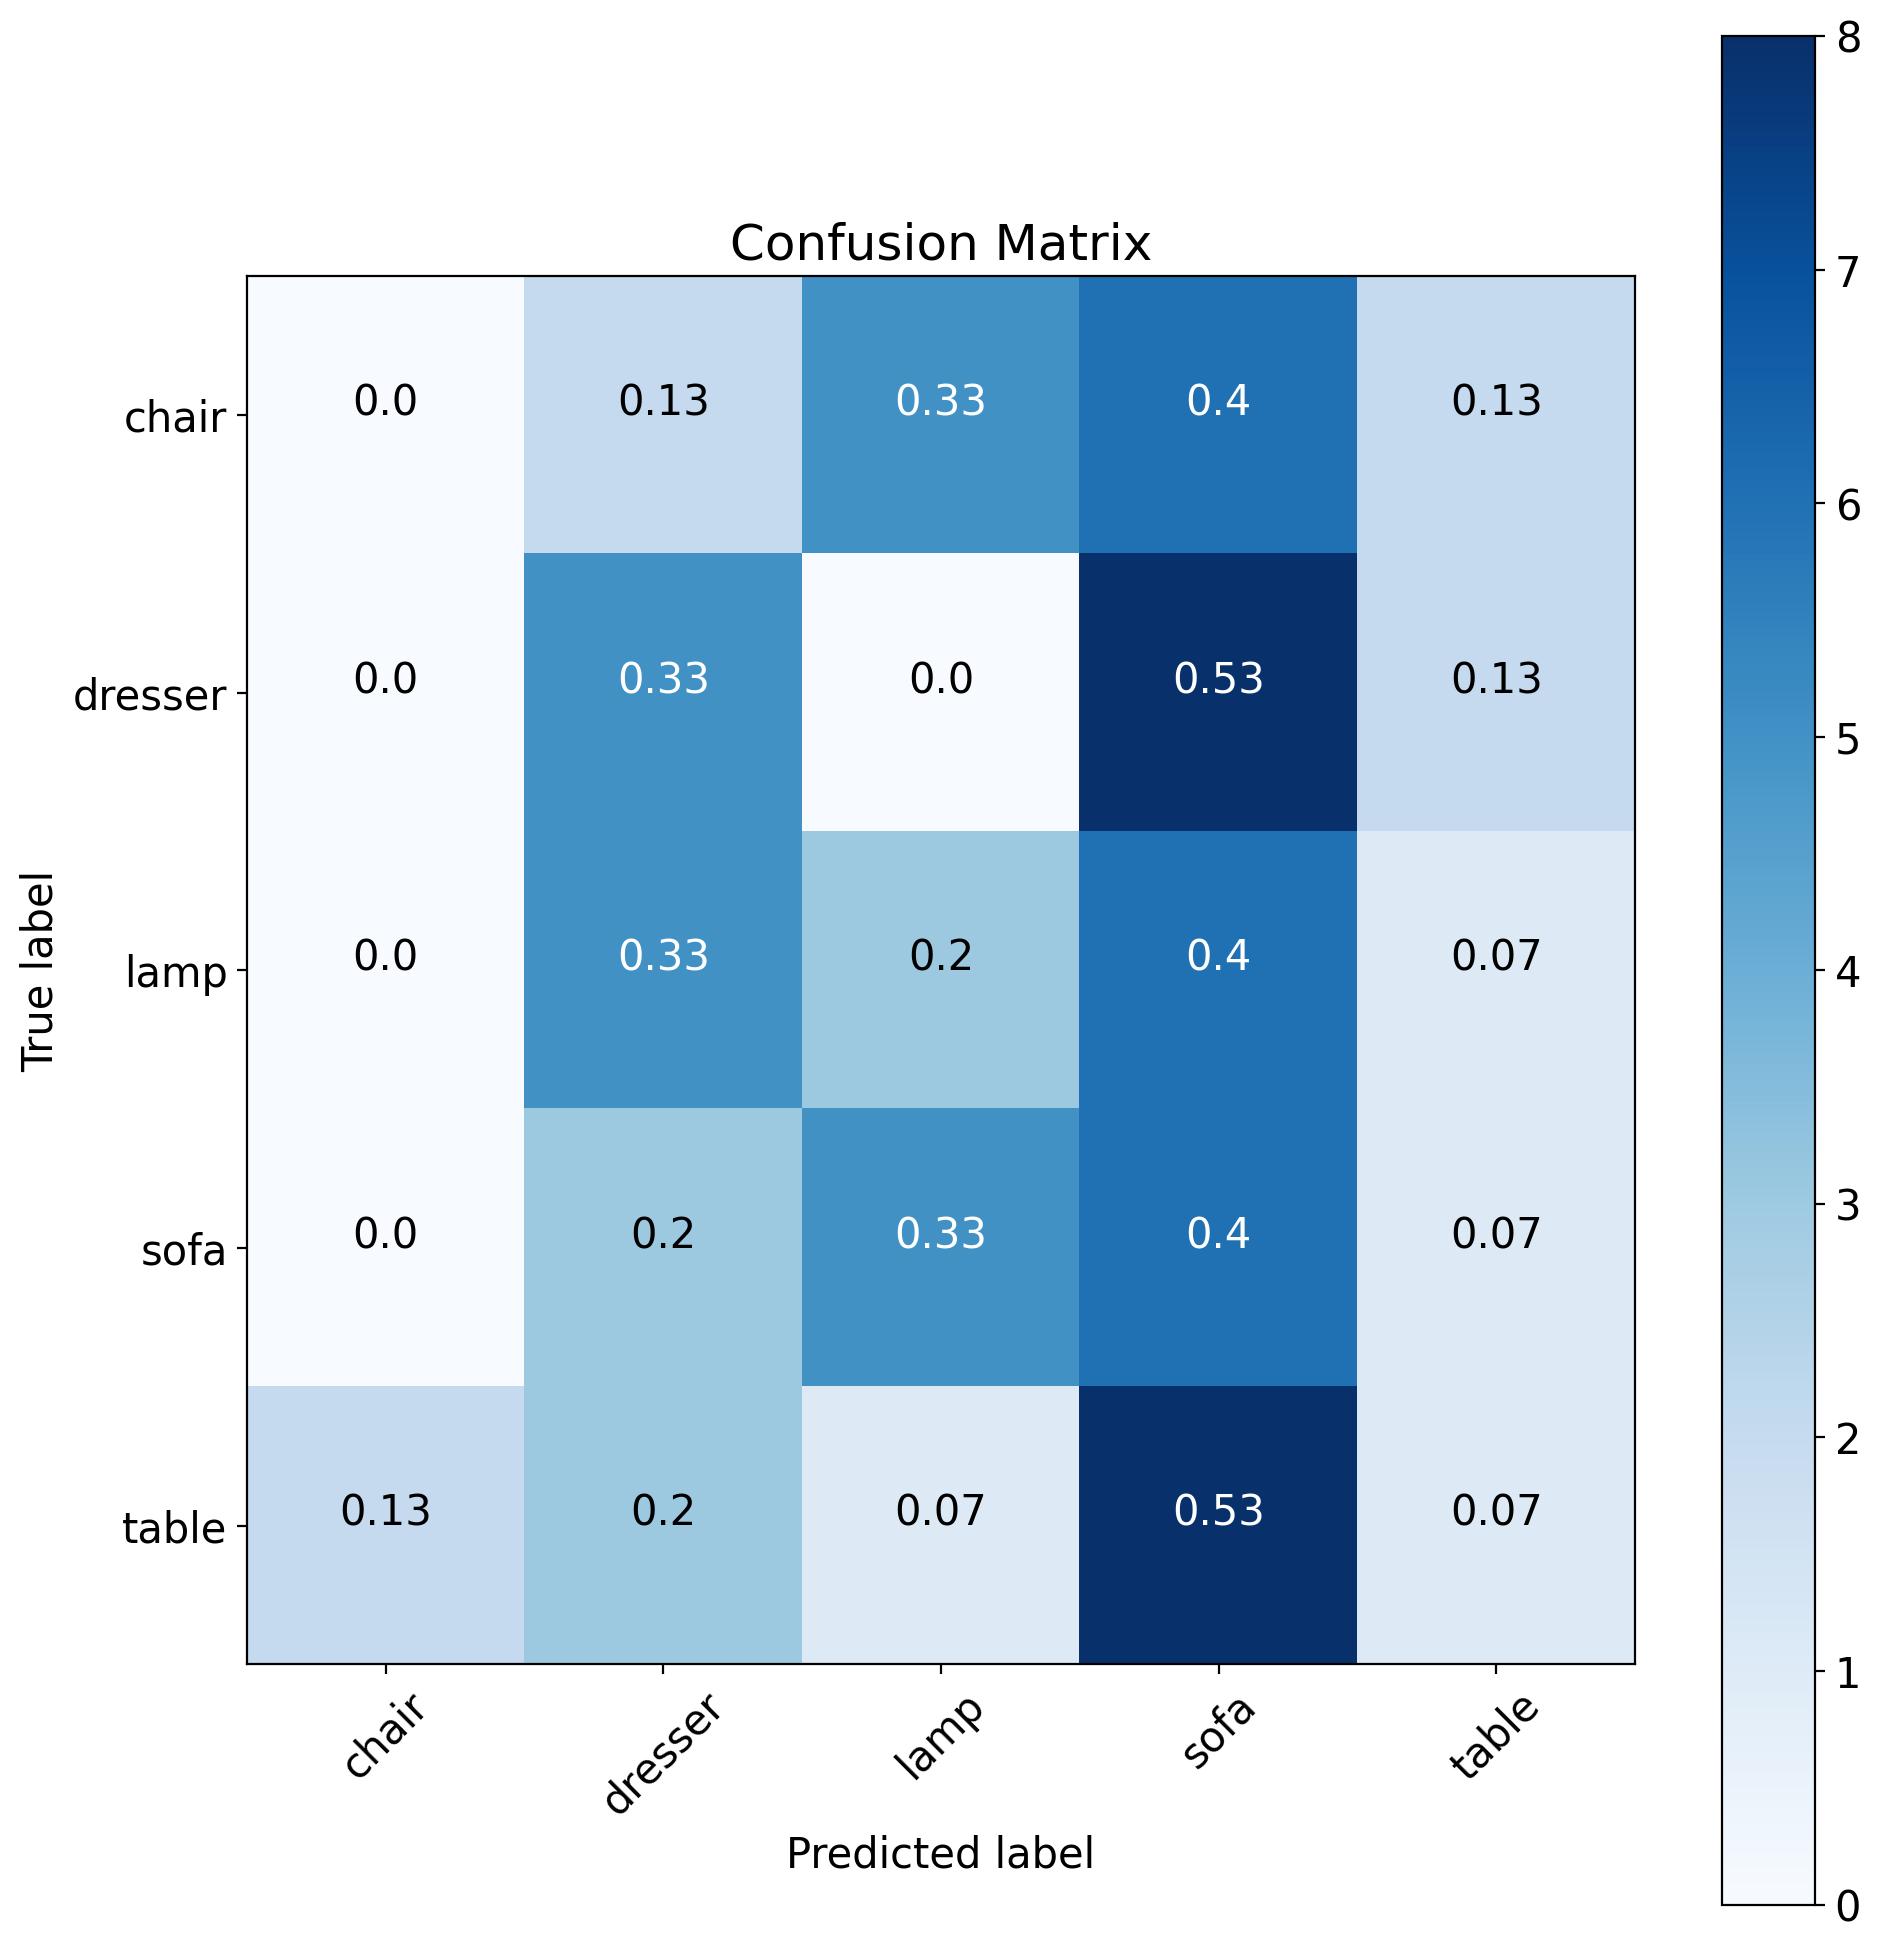 Confusion Matrix
True label
chair
0.0 0.13 0.33 0.4 0.13
dresser
0.0 0.33 0.0 0.53 0.13
lamp
0.0 0.33 0.2 0.4 0.07
sofa
0.0 0.2 0.33 0.4 0.07
table
0.13 0.2 0.07 0.53 0.07
chair dresser lamp sofa table
Predicted label
8
7
6
5
4
3
2
1
0